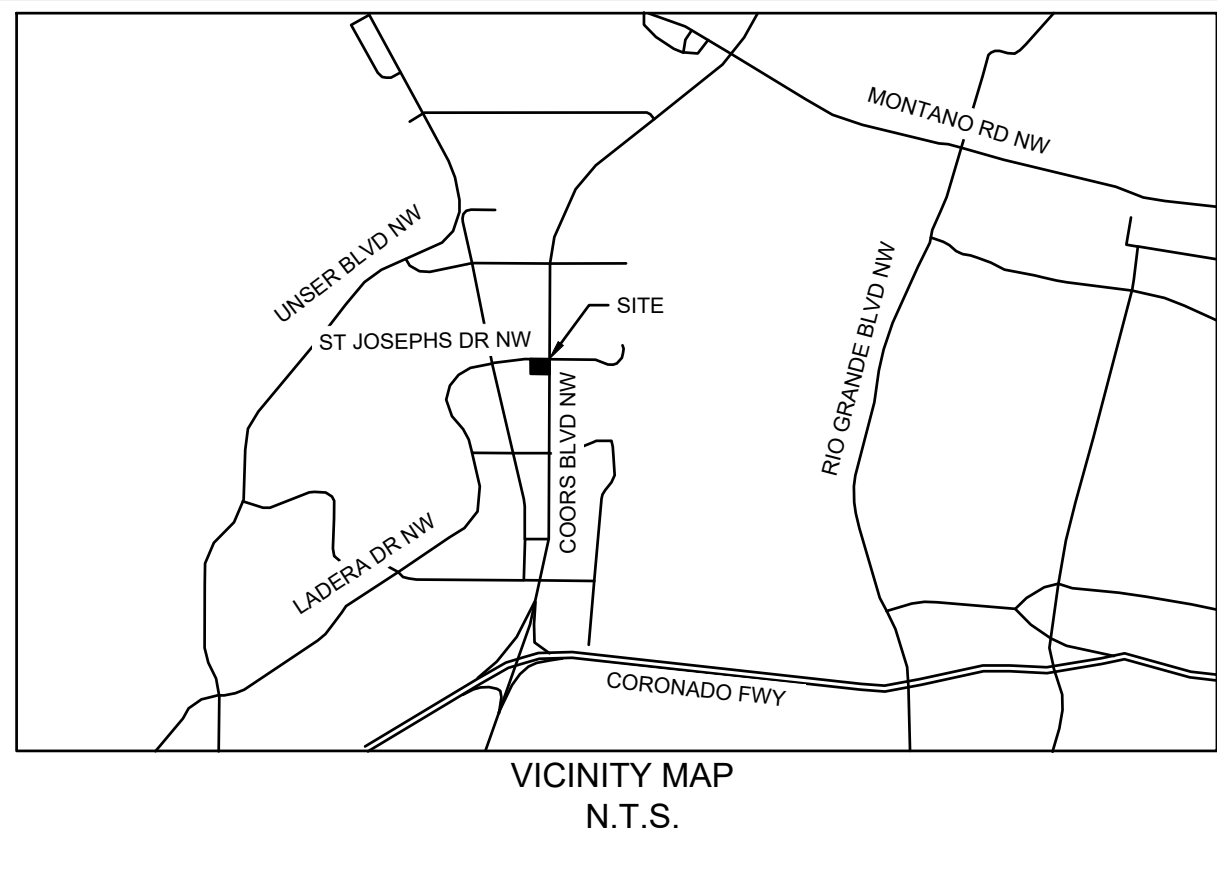 MONTANO RD NW
UNSER BLVD NW
SITE
ST JOSEPHS DR NW
RIO GRANDE BLVD NW
COORS BLVD NW
LADERA DR NW
CORONADO FWY
VICINITY MAP
N.T.S.